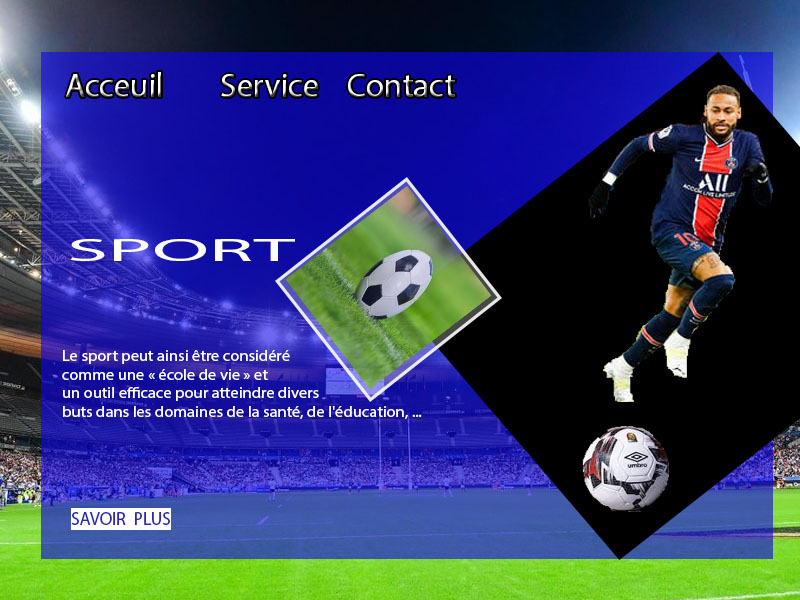 Acceuil Service Contact
SPORT
Le sport peut ainsi être considéré
comme une « école de vie » et
un outil efficace pour atteindre divers
buts dans les domaines de la santé, de l'éducation, ...
SAVOIR PLUS
ALL
ACCOR LIVE LIMITLESS
10
umbro